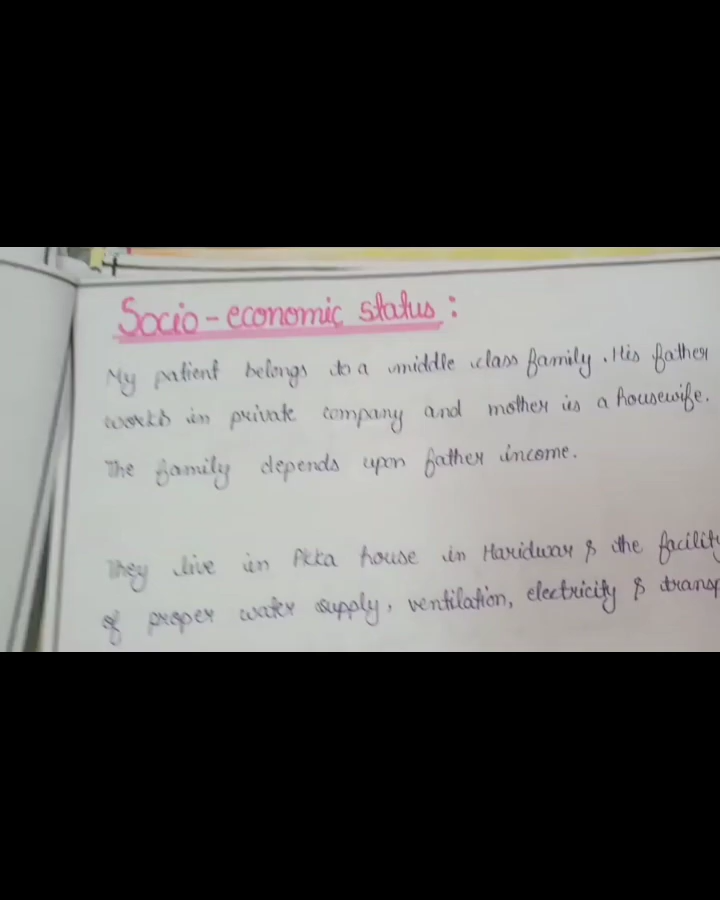 Socio-economic status :
My patient belongs to a middle class family. His father
works in private company and mother is a housewife.
The family depends upon father income.
They live in Pkka house in Haridwar & the facility
of proper water supply, ventilation, electricity & transp